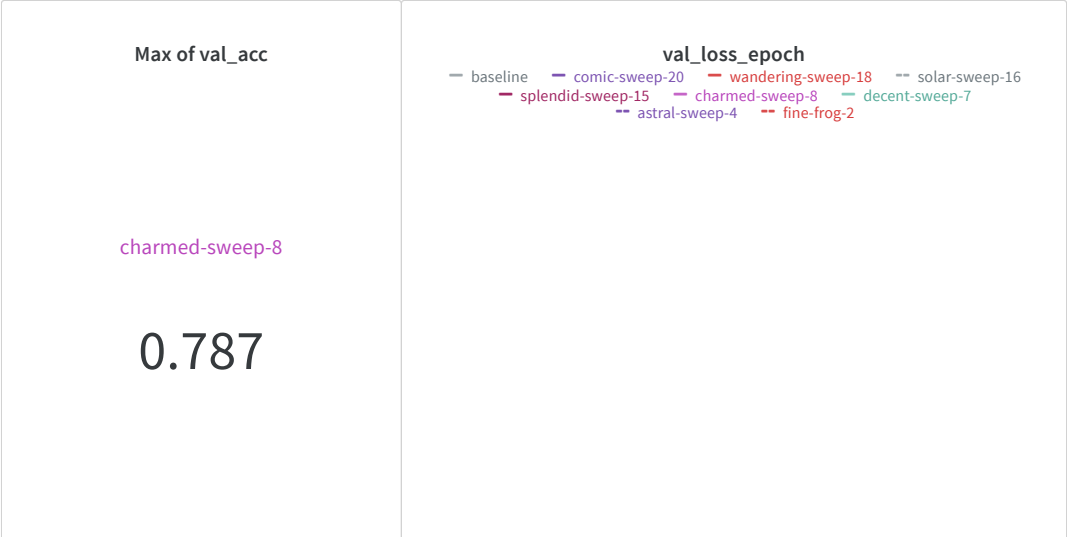 Max of val_acc
charmed-sweep-8
0.787
val_loss_epoch
baseline comic-sweep-20 wandering-sweep-18 solar-sweep-16
splendid-sweep-15 charmed-sweep-8 decent-sweep-7
astral-sweep-4 fine-frog-2